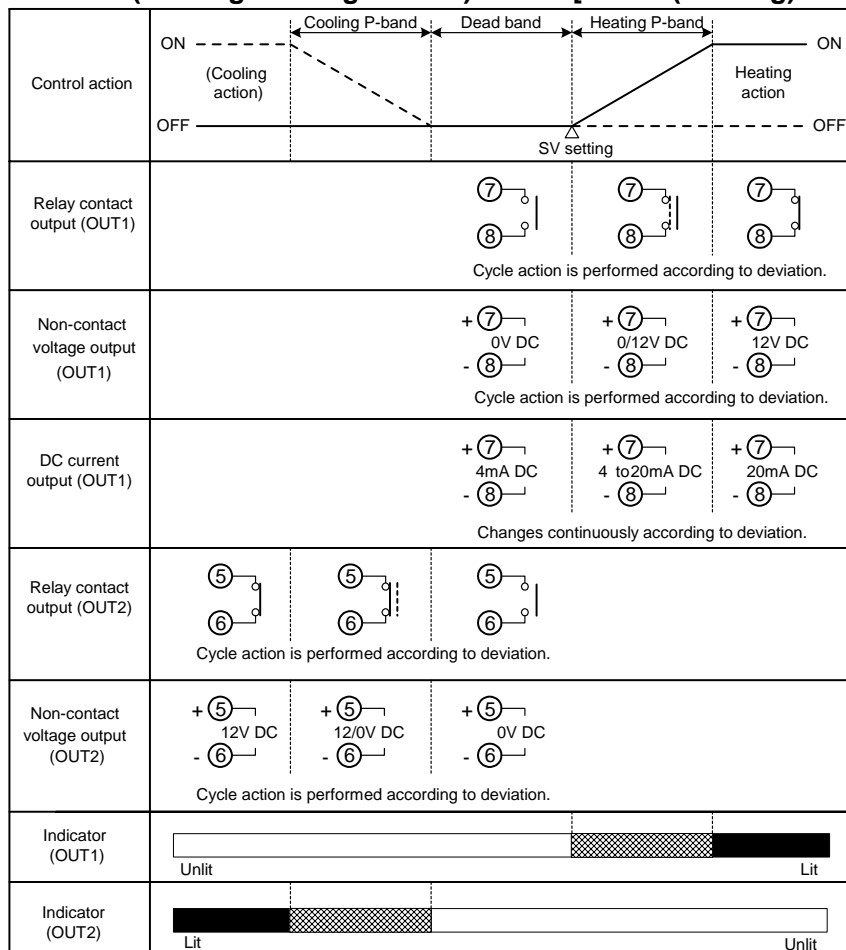 Cooling P-band Dead band Heating P-band
ON ON
Control action
(Cooling
action)
Heating
action
OFF OFF
SV setting
Relay contact
output (OUT1)
7 7 7
8 8 8
Cycle action is performed according to deviation.
Non-contact
voltage output
(OUT1)
+ 7 + 7 + 7
0V DC 0/12V DC 12V DC
- 8 - 8 - 8
Cycle action is performed according to deviation.
DC current
output (OUT1)
+ 7 + 7 + 7
4mA DC 4 to20mA DC 20mA DC
- 8 - 8 - 8
Changes continuously according to deviation.
Relay contact
output (OUT2)
5 5 5
6 6 6
Cycle action is performed according to deviation.
Non-contact
voltage output
(OUT2)
+ 5 + 5 + 5
12V DC 12/0V DC 0V DC
- 6 - 6 - 6
Cycle action is performed according to deviation.
Indicator
(OUT1)
Unlit Lit
Indicator
(OUT2)
Lit Unlit